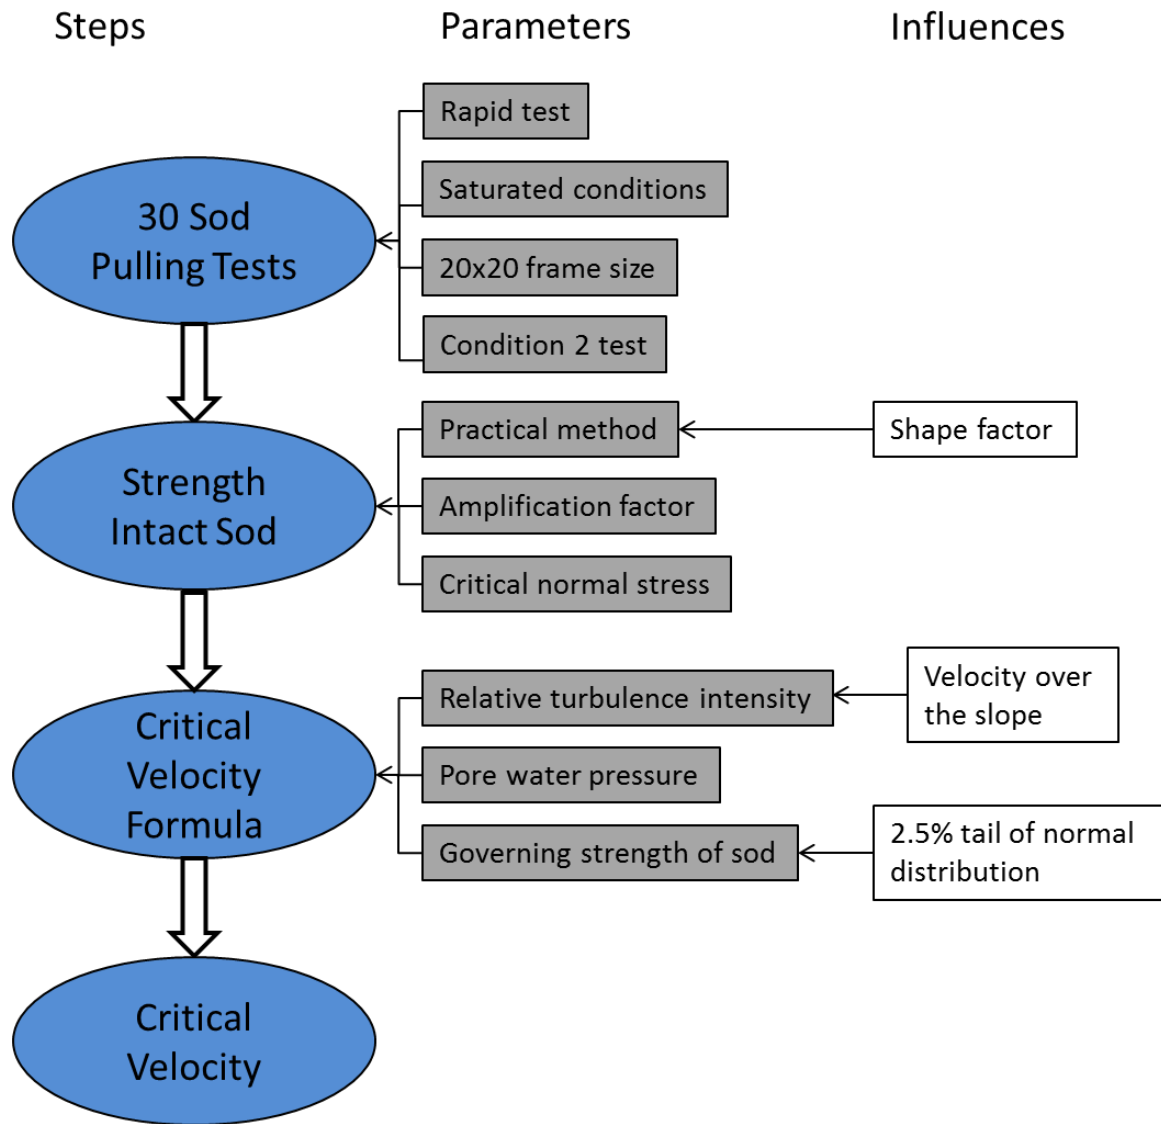 Steps
Parameters
Influences
Rapid test
Saturated conditions
30 Sod
Pulling Tests
20x20 frame size
Condition 2 test
Practical method
Shape factor
Strength
Intact Sod
Amplification factor
Critical normal stress
Relative turbulence intensity
Velocity over
the slope
Critical
Velocity
Formula
Pore water pressure
Governing strength of sod
2.5% tail of normal
distribution
Critical
Velocity